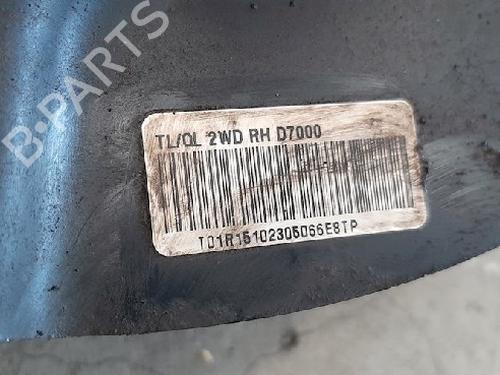 B-PARTS
TL/QL 2WD RH D7000
T01R15102305066E8TP